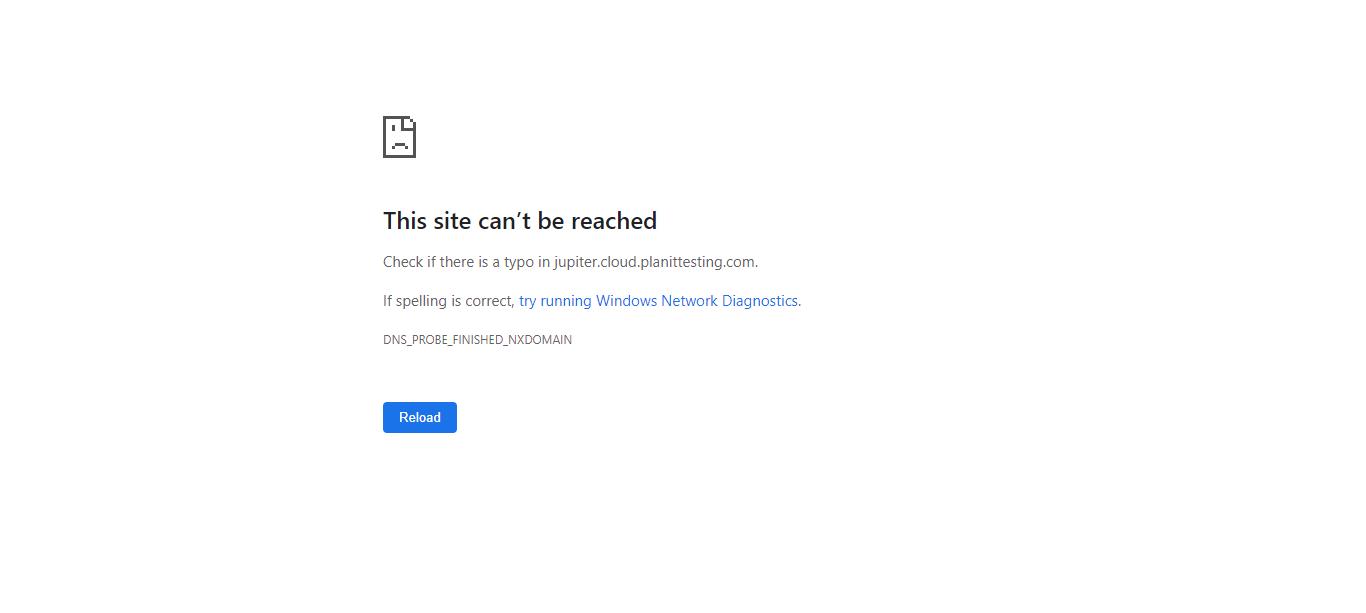 This site can’t be reached
Check if there is a typo in jupiter.cloud.planittesting.com.
If spelling is correct, try running Windows Network Diagnostics.
DNS_PROBE_FINISHED_NXDOMAIN
Reload